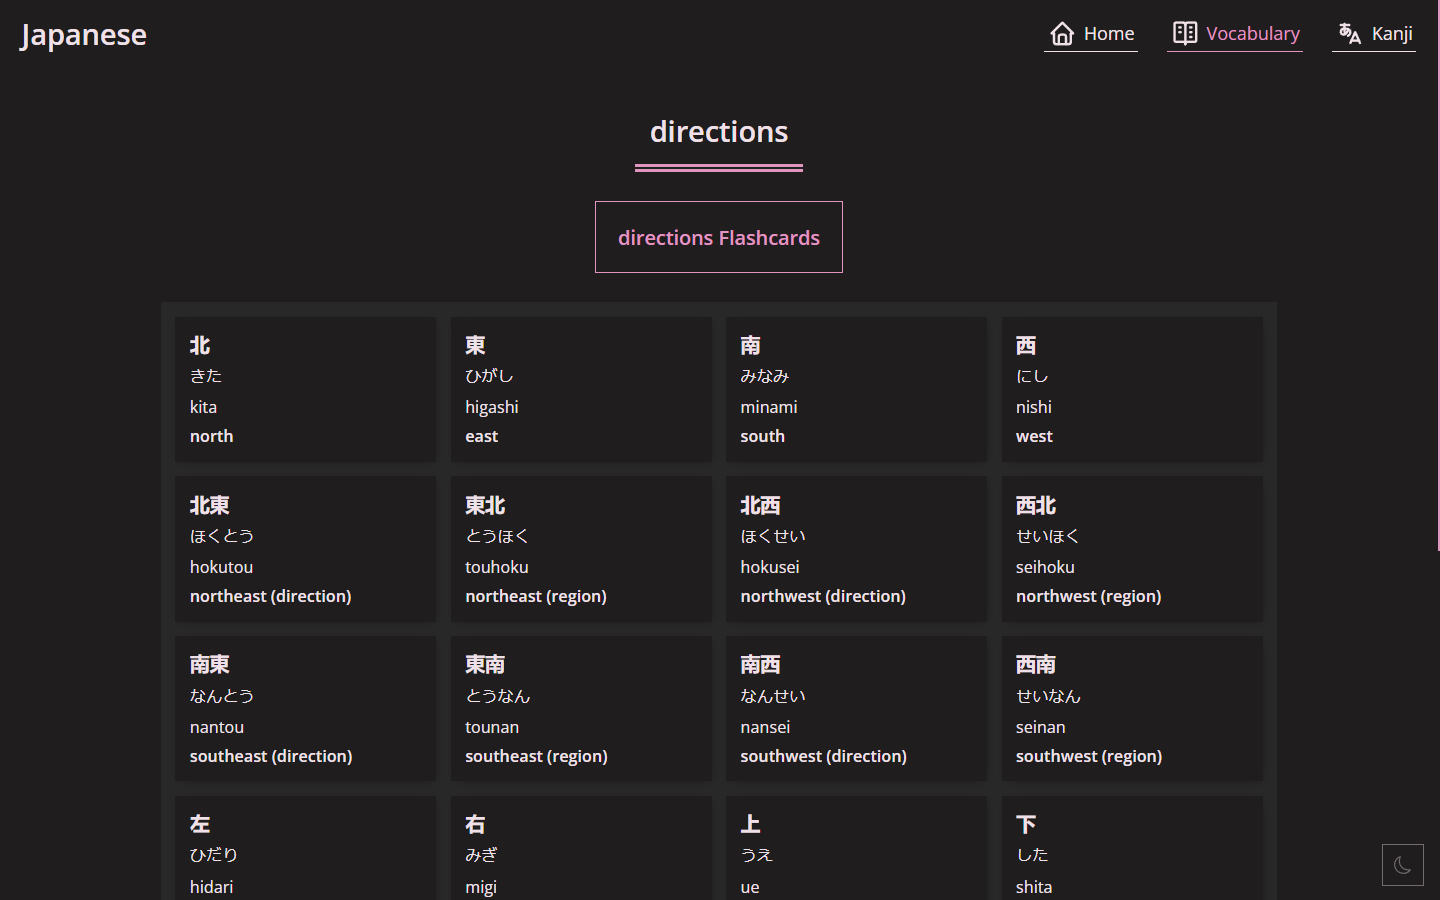 Japanese
Home
Vocabulary
Kanji
directions
directions Flashcards
北
きた
kita
north
東
ひがし
higashi
east
南
みなみ
minami
south
西
にし
nishi
west
北東
ほくとう
hokutou
northeast (direction)
東北
とうほく
touhoku
northeast (region)
北西
ほくせい
hokusei
northwest (direction)
西北
せいほく
seihoku
northwest (region)
南東
なんとう
nantou
southeast (direction)
東南
とうなん
tounan
southeast (region)
南西
なんせい
nansei
southwest (direction)
西南
せいなん
seinan
southwest (region)
左
ひだり
hidari
右
みぎ
migi
上
うえ
ue
下
した
shita